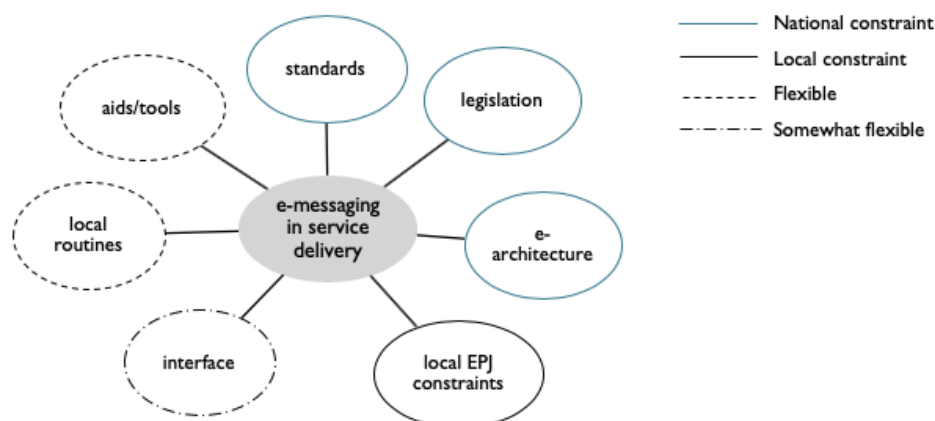 standards
legislation
aids/tools
e-messaging
in service
delivery
local
routines
e-
architecture
interface
local EPJ
constraints
National constraint
Local constraint
Flexible
Somewhat flexible